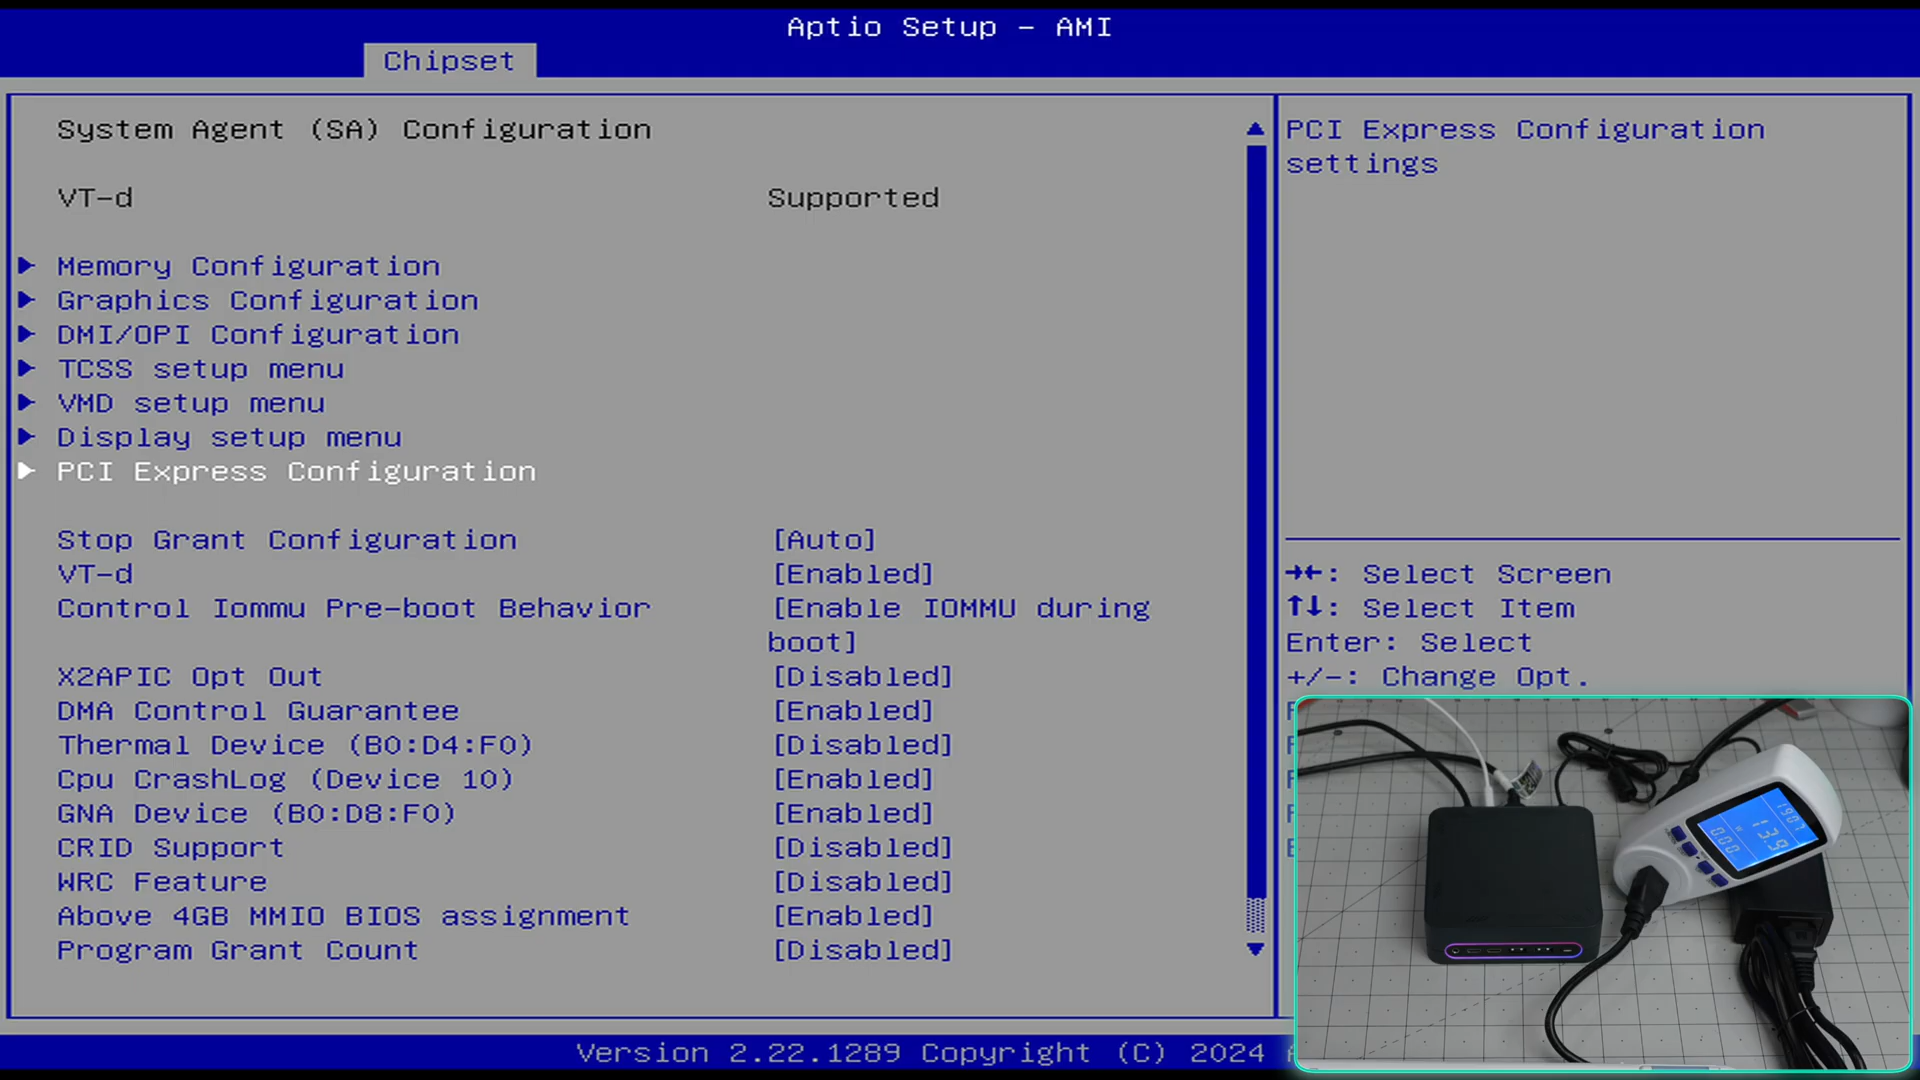 Aptio Setup - AMI
Chipset
System Agent (SA) Configuration
VT-d Supported
Memory Configuration
Graphics Configuration
DMI/OPI Configuration
TCSS setup menu
VMD setup menu
Display setup menu
PCI Express Configuration
Stop Grant Configuration [Auto]
VT-d [Enabled]
Control Iommu Pre-boot Behavior [Enable IOMMU during
boot]
X2APIC Opt Out [Disabled]
DMA Control Guarantee [Enabled]
Thermal Device (B0:D4:F0) [Disabled]
Cpu CrashLog (Device 10) [Enabled]
GNA Device (B0:D8:F0) [Enabled]
CRID Support [Disabled]
WRC Feature [Disabled]
Above 4GB MMIO BIOS assignment [Enabled]
Program Grant Count [Disabled]
PCI Express Configuration
settings
→←: Select Screen
↑↓: Select Item
Enter: Select
+/-: Change Opt.
13.9
Version 2.22.1289 Copyright (C) 2024